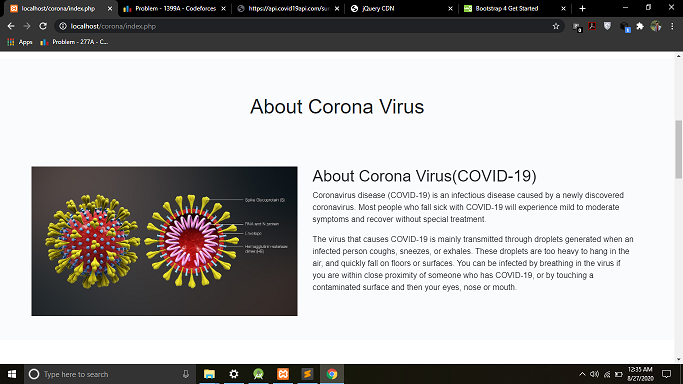 localhost/corona/index.php
Problem - 1399A - Codeforces
https://api.covid19api.com/su
jQuery CDN
Bootstrap 4 Get Started
localhost/corona/index.php
Apps
Problem - 277A - C...
About Corona Virus
Spike Glycoprotein (S)
Envelope
About Corona Virus(COVID-19)
Coronavirus disease (COVID-19) is an infectious disease caused by a newly discovered
coronavirus. Most people who fall sick with COVID-19 will experience mild to moderate
symptoms and recover without special treatment.
The virus that causes COVID-19 is mainly transmitted through droplets generated when an
infected person coughs, sneezes, or exhales. These droplets are too heavy to hang in the
air, and quickly fall on floors or surfaces. You can be infected by breathing in the virus if
you are within close proximity of someone who has COVID-19, or by touching a
contaminated surface and then your eyes, nose or mouth.
Type here to search
12:35 AM
8/27/2020